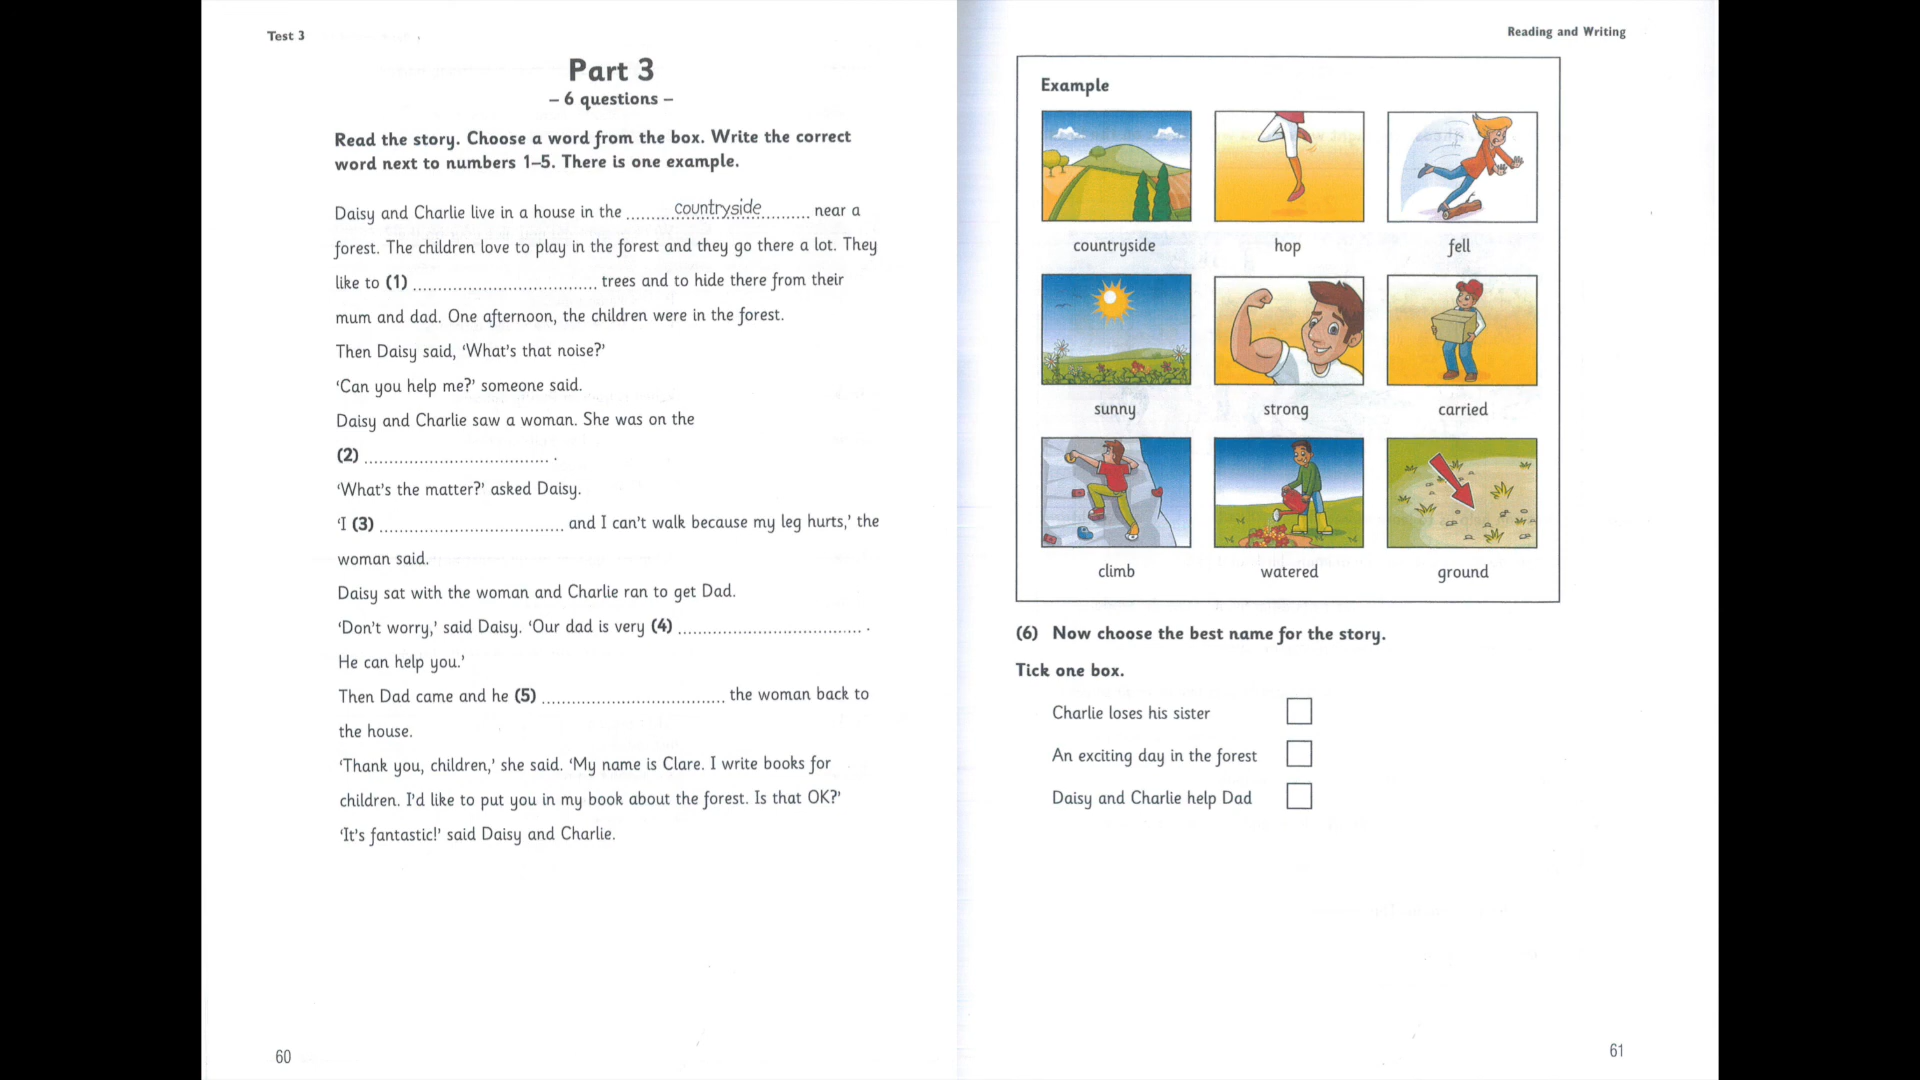 Test 3
Part 3
– 6 questions –
Read the story. Choose a word from the box. Write the correct
word next to numbers 1–5. There is one example.
Daisy and Charlie live in a house in the ......... countryside ......... near a
forest. The children love to play in the forest and they go there a lot. They
like to (1) .................................... trees and to hide there from their
mum and dad. One afternoon, the children were in the forest.
Then Daisy said, ‘What’s that noise?’
‘Can you help me?’ someone said.
Daisy and Charlie saw a woman. She was on the
(2) .................................... .
‘What’s the matter?’ asked Daisy.
‘I (3) .................................... and I can’t walk because my leg hurts,’ the
woman said.
Daisy sat with the woman and Charlie ran to get Dad.
‘Don’t worry,’ said Daisy. ‘Our dad is very (4) .................................... .
He can help you.’
Then Dad came and he (5) .................................... the woman back to
the house.
‘Thank you, children,’ she said. ‘My name is Clare. I write books for
children. I’d like to put you in my book about the forest. Is that OK?’
‘It’s fantastic!’ said Daisy and Charlie.
60
Reading and Writing
Example
countryside hop fell
sunny strong carried
climb watered ground
(6) Now choose the best name for the story.
Tick one box.
Charlie loses his sister
An exciting day in the forest
Daisy and Charlie help Dad
61